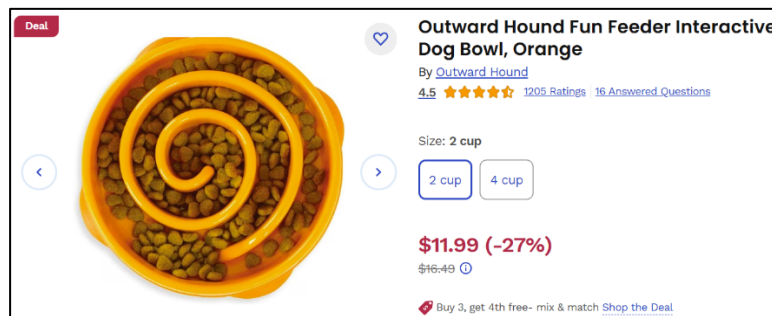 Deal
Outward Hound Fun Feeder Interactive
Dog Bowl, Orange
By Outward Hound
4.5 1205 Ratings 16 Answered Questions
Size: 2 cup
2 cup 4 cup
$11.99 (-27%)
$16.49
Buy 3, get 4th free- mix & match Shop the Deal